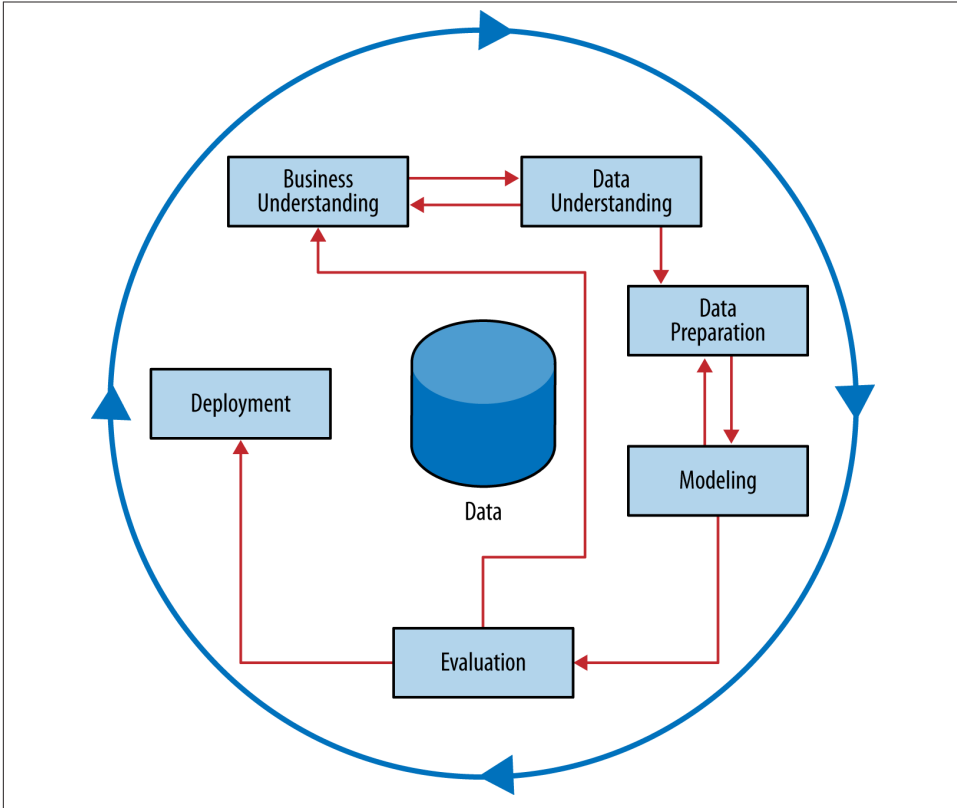 Business
Understanding
Data
Understanding
Data
Preparation
Deployment
Modeling
Data
Evaluation